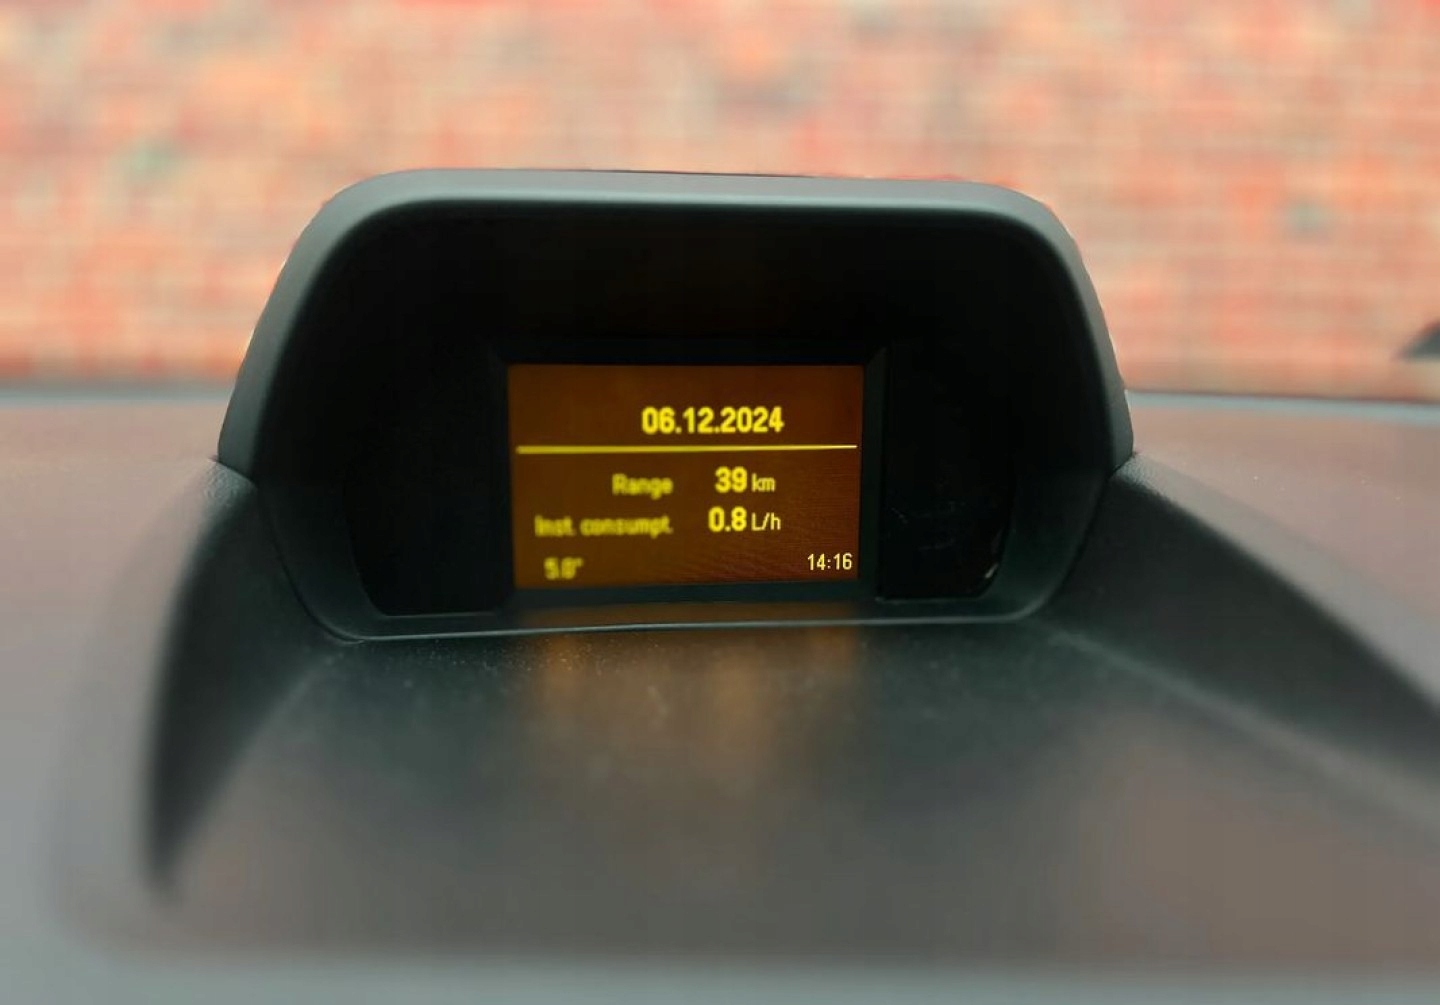 06.12.2024
Range 39 km
Inst. consumpt. 0.8 L/h
14:16